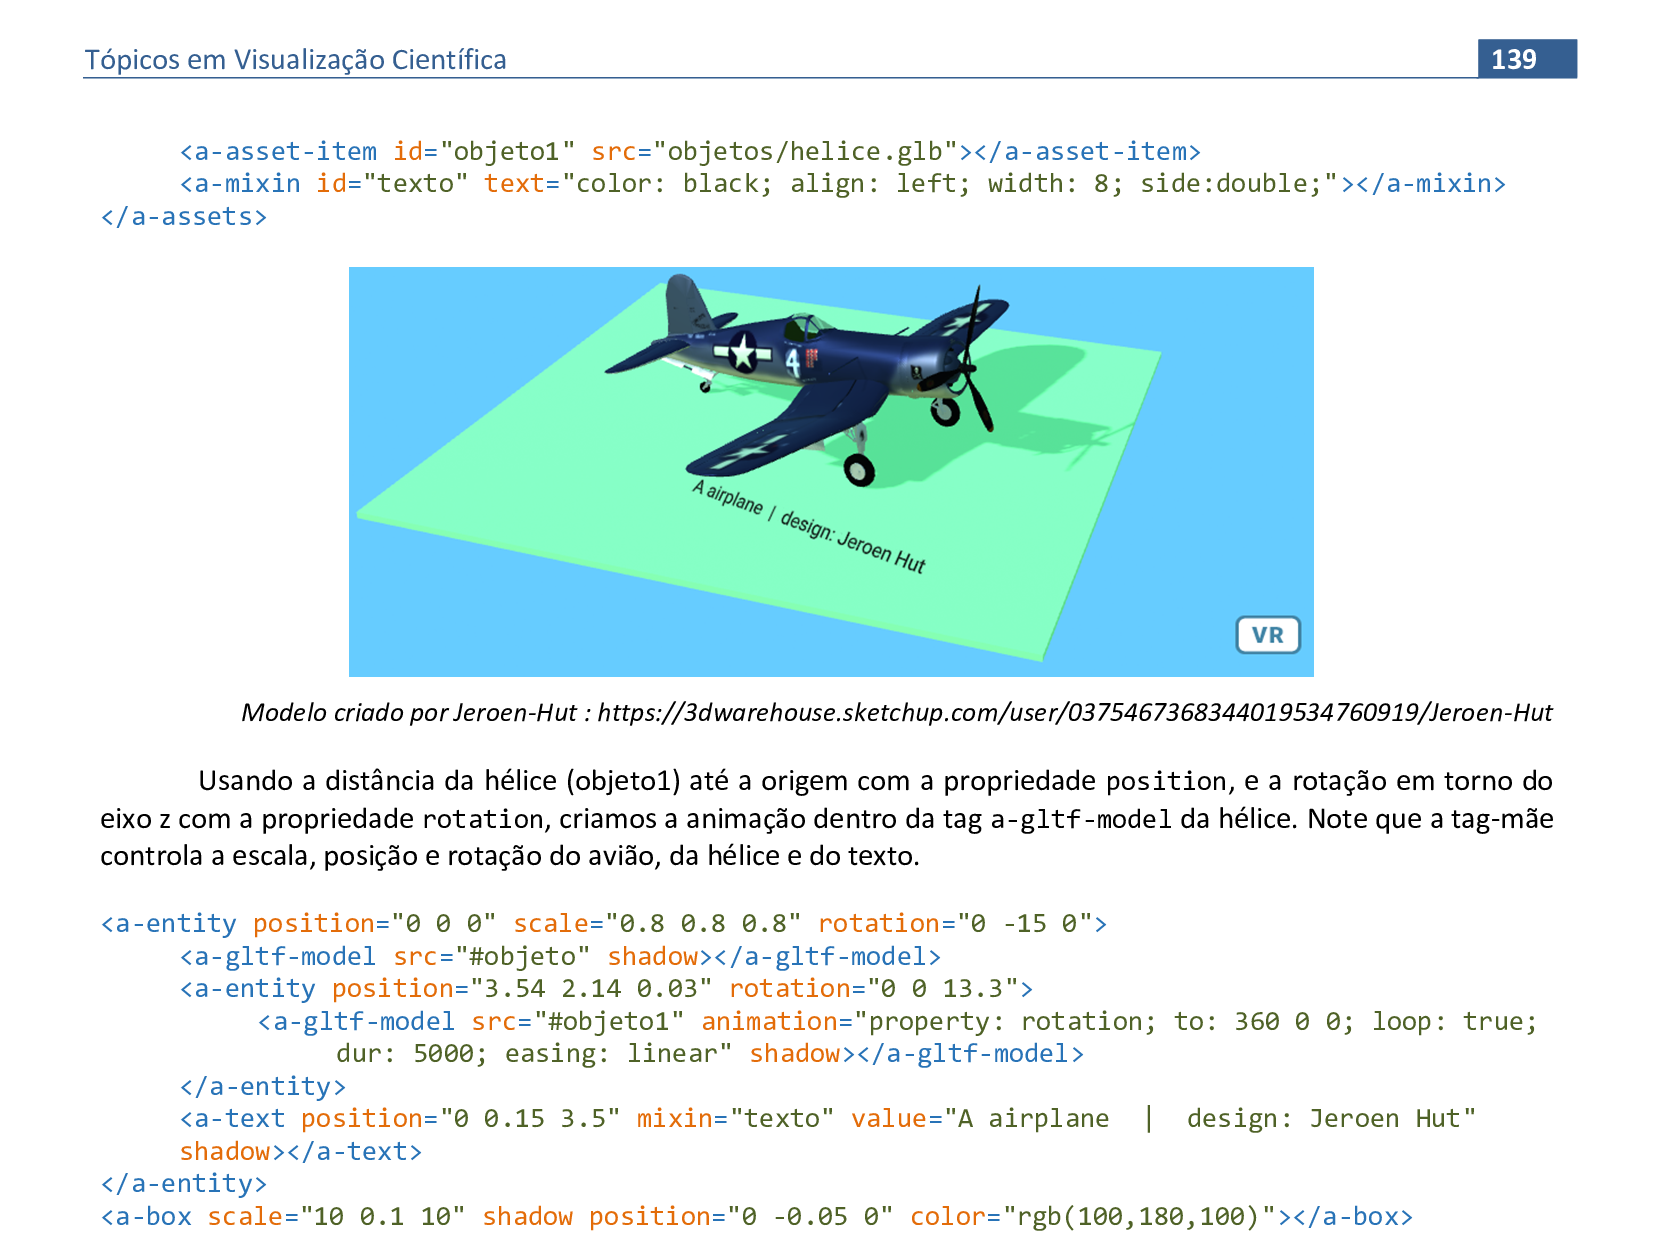 Tópicos em Visualização Científica
139
<a-asset-item id="objeto1" src="objetos/helice.glb"></a-asset-item>
<a-mixin id="texto" text="color: black; align: left; width: 8; side:double;"></a-mixin>
</a-assets>
4
A airplane | design: Jeroen Hut
VR
Modelo criado por Jeroen-Hut : https://3dwarehouse.sketchup.com/user/0375467368344019534760919/Jeroen-Hut
Usando a distância da hélice (objeto1) até a origem com a propriedade position, e a rotação em torno do
eixo z com a propriedade rotation, criamos a animação dentro da tag a-gltf-model da hélice. Note que a tag-mãe
controla a escala, posição e rotação do avião, da hélice e do texto.
<a-entity position="0 0 0" scale="0.8 0.8 0.8" rotation="0 -15 0">
<a-gltf-model src="#objeto" shadow></a-gltf-model>
<a-entity position="3.54 2.14 0.03" rotation="0 0 13.3">
<a-gltf-model src="#objeto1" animation="property: rotation; to: 360 0 0; loop: true;
dur: 5000; easing: linear" shadow></a-gltf-model>
</a-entity>
<a-text position="0 0.15 3.5" mixin="texto" value="A airplane  |  design: Jeroen Hut"
shadow></a-text>
</a-entity>
<a-box scale="10 0.1 10" shadow position="0 -0.05 0" color="rgb(100,180,100)"></a-box>